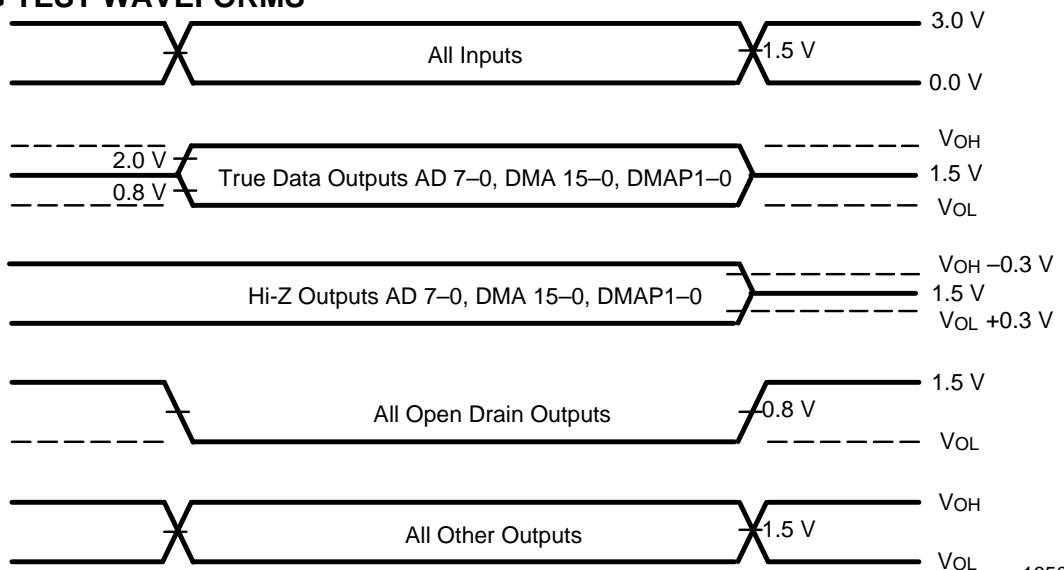 TEST WAVEFORMS
3.0 V
All Inputs
1.5 V
0.0 V
VOH
2.0 V
True Data Outputs AD 7–0, DMA 15–0, DMAP1–0
1.5 V
0.8 V
VOL
VOH –0.3 V
Hi-Z Outputs AD 7–0, DMA 15–0, DMAP1–0
1.5 V
VOL +0.3 V
1.5 V
All Open Drain Outputs
0.8 V
VOL
VOH
All Other Outputs
1.5 V
VOL